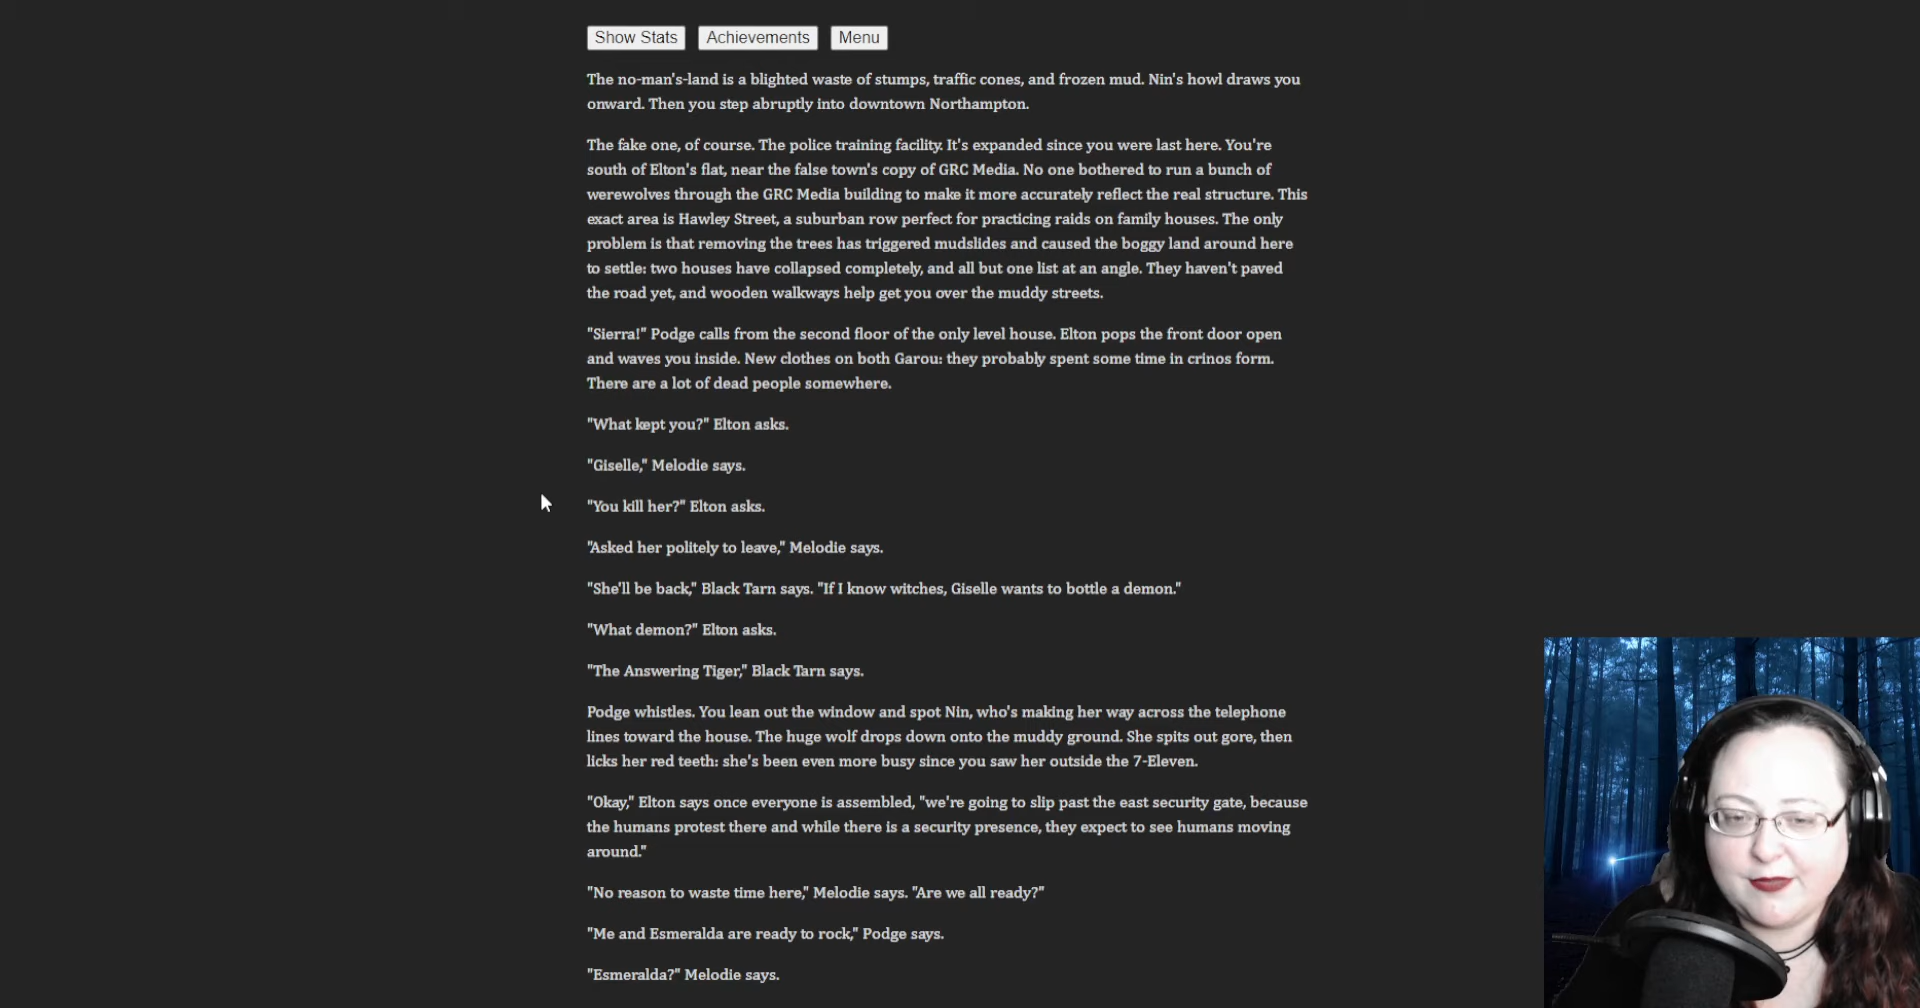 Show Stats Achievements Menu
The no-man's-land is a blighted waste of stumps, traffic cones, and frozen mud. Nin's howl draws you
onward. Then you step abruptly into downtown Northampton.
The fake one, of course. The police training facility. It's expanded since you were last here. You're
south of Elton's flat, near the false town's copy of GRC Media. No one bothered to run a bunch of
werewolves through the GRC Media building to make it more accurately reflect the real structure. This
exact area is Hawley Street, a suburban row perfect for practicing raids on family houses. The only
problem is that removing the trees has triggered mudslides and caused the boggy land around here
to settle: two houses have collapsed completely, and all but one list at an angle. They haven't paved
the road yet, and wooden walkways help get you over the muddy streets.
"Sierra!" Podge calls from the second floor of the only level house. Elton pops the front door open
and waves you inside. New clothes on both Garou: they probably spent some time in crinos form.
There are a lot of dead people somewhere.
"What kept you?" Elton asks.
"Giselle," Melodie says.
"You kill her?" Elton asks.
"Asked her politely to leave," Melodie says.
"She'll be back," Black Tarn says. "If I know witches, Giselle wants to bottle a demon."
"What demon?" Elton asks.
"The Answering Tiger," Black Tarn says.
Podge whistles. You lean out the window and spot Nin, who's making her way across the telephone
lines toward the house. The huge wolf drops down onto the muddy ground. She spits out gore, then
licks her red teeth: she's been even more busy since you saw her outside the 7-Eleven.
"Okay," Elton says once everyone is assembled, "we're going to slip past the east security gate, because
the humans protest there and while there is a security presence, they expect to see humans moving
around."
"No reason to waste time here," Melodie says. "Are we all ready?"
"Me and Esmeralda are ready to rock," Podge says.
"Esmeralda?" Melodie says.